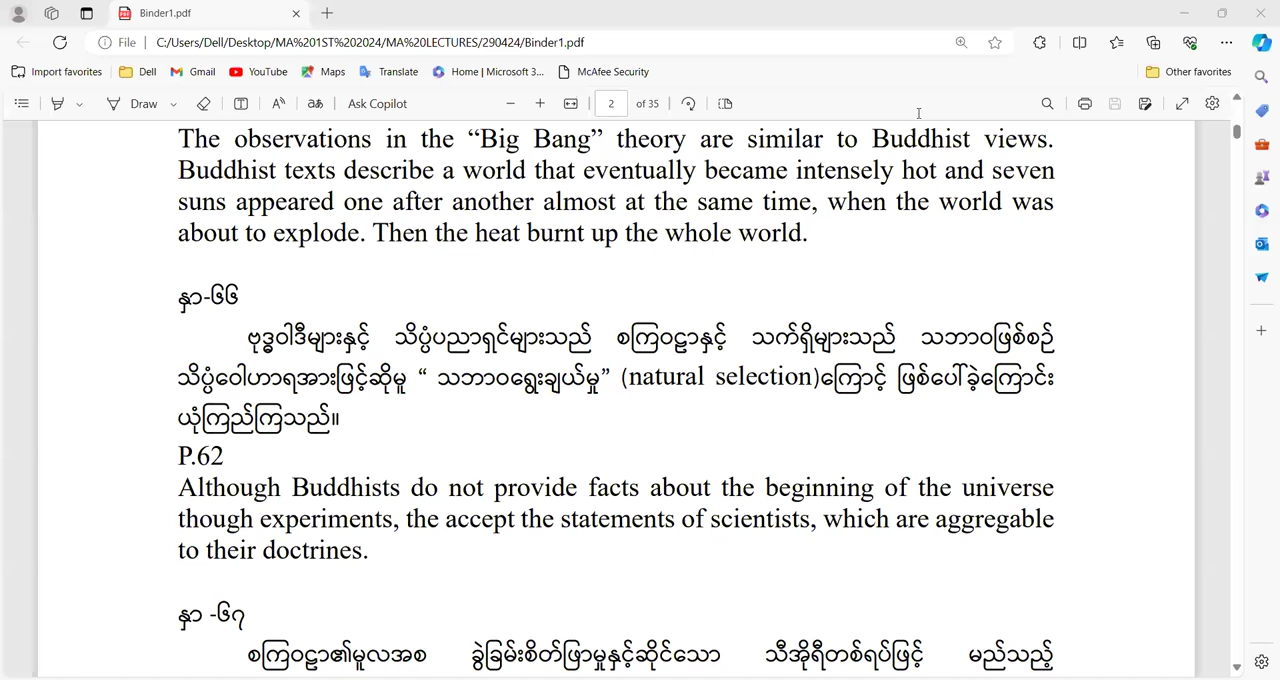 Binder1.pdf
File C:/Users/Dell/Desktop/MA%201ST%202024/MA%20LECTURES/290424/Binder1.pdf
Import favorites Dell Gmail YouTube Maps Translate Home | Microsoft 3... McAfee Security Other favorites
Draw Ask Copilot 2 of 35
The observations in the “Big Bang” theory are similar to Buddhist views.
Buddhist texts describe a world that eventually became intensely hot and seven
suns appeared one after another almost at the same time, when the world was
about to explode. Then the heat burnt up the whole world.
နှာ-၆၆
ဗုဒ္ဓဝါဒီများနှင့် သိပ္ပံပညာရှင်များသည် စကြဝဠာနှင့် သက်ရှိများသည် သဘာဝဖြစ်စဉ်
သိပ္ပံဝေါဟာရအားဖြင့်ဆိုမူ “ သဘာဝရွေးချယ်မှု” (natural selection)ကြောင့် ဖြစ်ပေါ်ခဲ့ကြောင်း
ယုံကြည်ကြသည်။
P.62
Although Buddhists do not provide facts about the beginning of the universe
though experiments, the accept the statements of scientists, which are aggregable
to their doctrines.
နှာ -၆၇
စကြဝဠာ၏မူလအစ ခွဲခြမ်းစိတ်ဖြာမှုနှင့်ဆိုင်သော သီအိုရီတစ်ရပ်ဖြင့် မည်သည့်